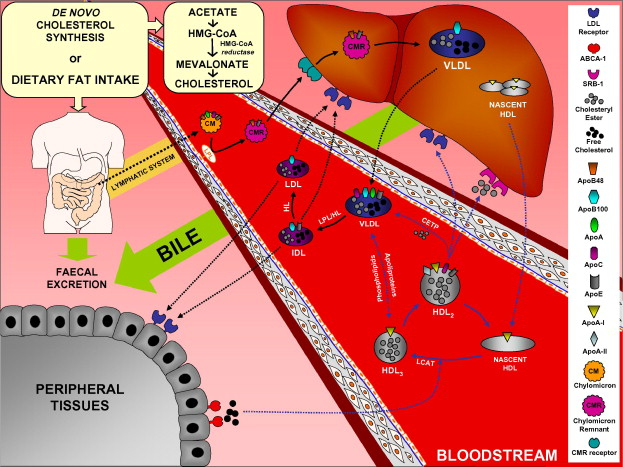 DE NOVO
CHOLESTEROL
SYNTHESIS
or
DIETARY FAT INTAKE
ACETATE
HMG-CoA
HMG-CoA
reductase
MEVALONATE
CHOLESTEROL
CMR
VLDL
NASCENT
HDL
CM
CMR
LYMPHATIC SYSTEM
LDL
HL
IDL
LPL/HL
VLDL
CETP
BILE
FAECAL
EXCRETION
Apoliproteins
phospholipids
HDL2
HDL3
LCAT
NASCENT
HDL
PERIPHERAL
TISSUES
BLOODSTREAM
LDL
Receptor
ABCA-1
SRB-1
Cholesteryl
Ester
Free
Cholesterol
ApoB48
ApoB100
ApoA
ApoC
ApoE
ApoA-I
ApoA-II
CM
Chylomicron
CMR
Chylomicron
Remnant
CMR receptor